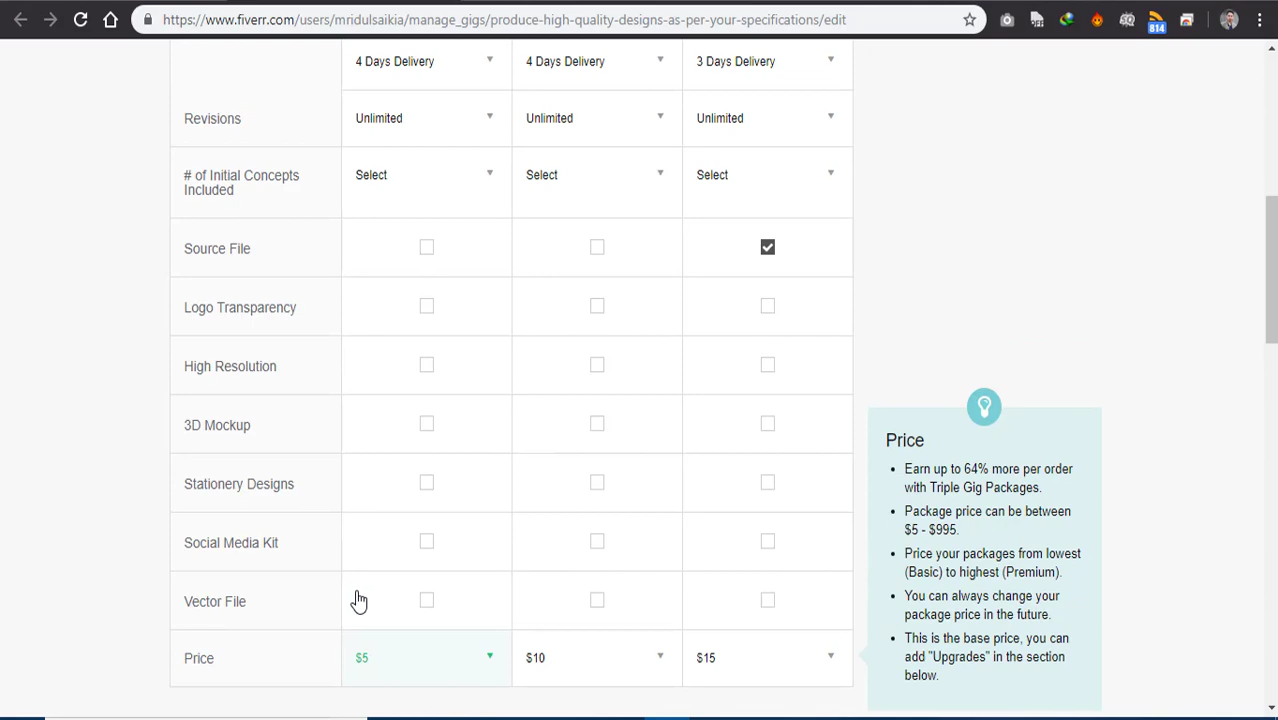 https://www.fiverr.com/users/mridulsaikia/manage_gigs/produce-high-quality-designs-as-per-your-specifications/edit
814
4 Days Delivery 4 Days Delivery 3 Days Delivery
Revisions Unlimited Unlimited Unlimited
# of Initial Concepts
Included
Select Select Select
Source File
Logo Transparency
High Resolution
3D Mockup
Stationery Designs
Social Media Kit
Vector File
Price $5 $10 $15
Price
• Earn up to 64% more per order
with Triple Gig Packages.
• Package price can be between
$5 - $995.
• Price your packages from lowest
(Basic) to highest (Premium).
• You can always change your
package price in the future.
• This is the base price, you can
add "Upgrades" in the section
below.